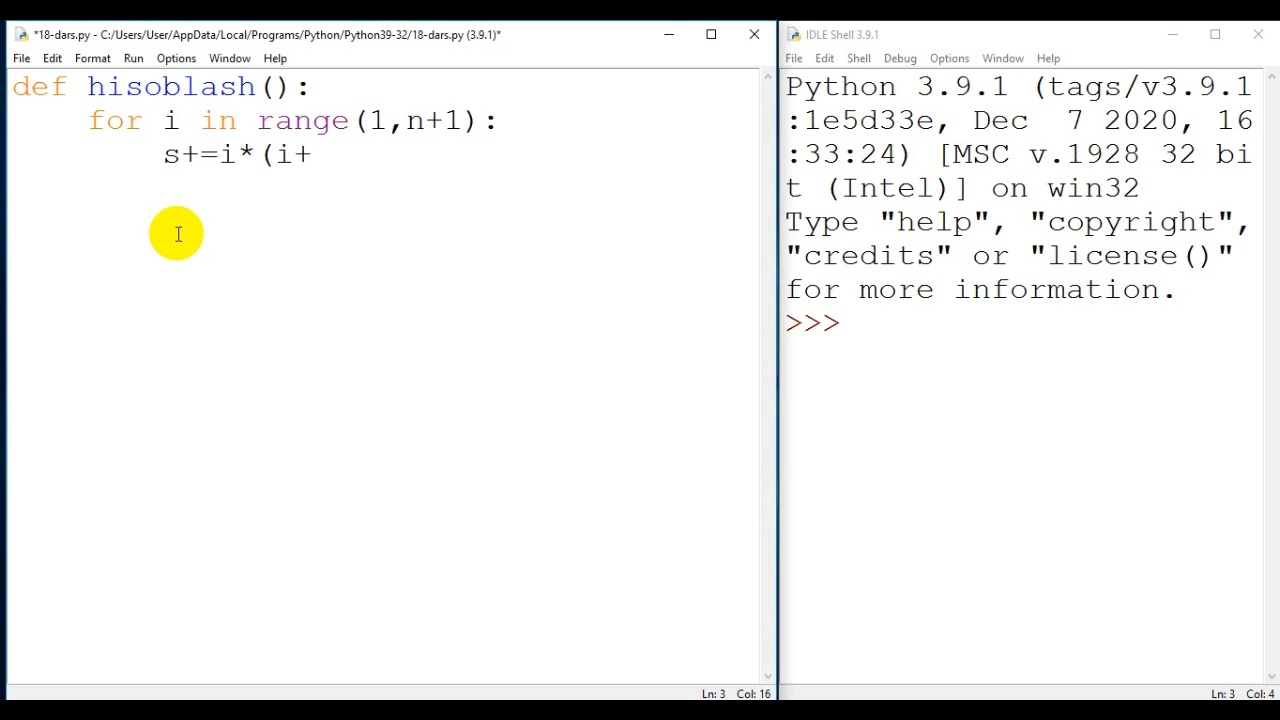 *18-dars.py - C:/Users/User/AppData/Local/Programs/Python/Python39-32/18-dars.py (3.9.1)*
File Edit Format Run Options Window Help
def hisoblash():
    for i in range(1,n+1):
        s+=i*(i+
Ln: 3 Col: 16
IDLE Shell 3.9.1
File Edit Shell Debug Options Window Help
Python 3.9.1 (tags/v3.9.1
:1e5d33e, Dec  7 2020, 16
:33:24) [MSC v.1928 32 bi
t (Intel)] on win32
Type "help", "copyright",
"credits" or "license()"
for more information.
>>>
Ln: 3 Col: 4